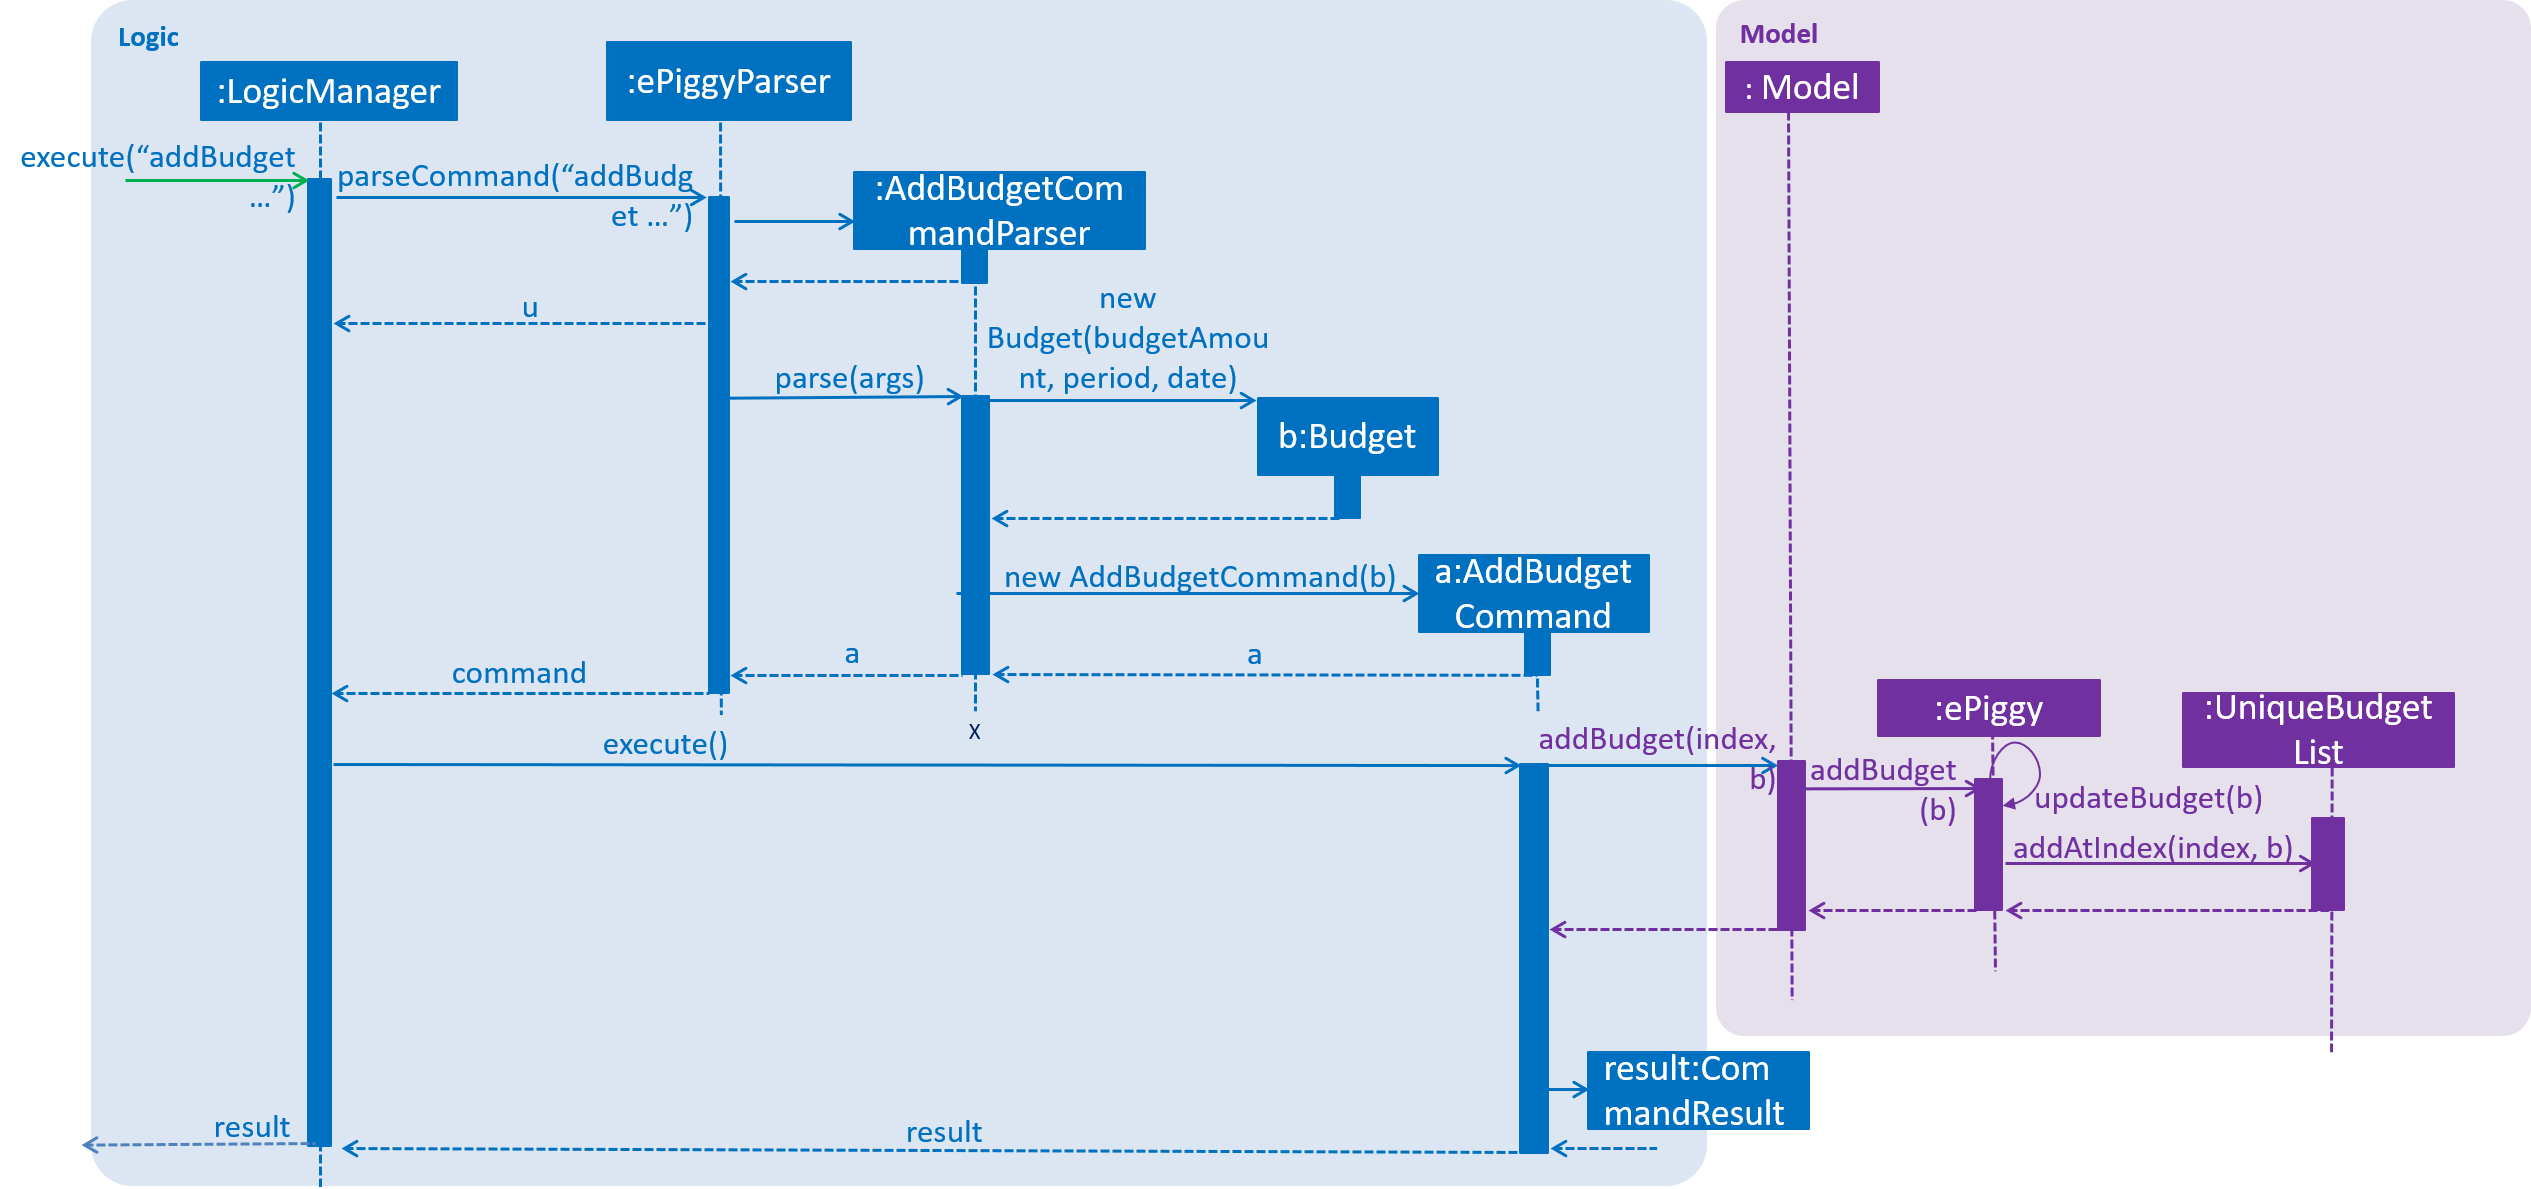 Logic
Model
:LogicManager
:ePiggyParser
: Model
execute(“addBudget
…”)
parseCommand(“addBudg
et …”)
:AddBudgetCom
mandParser
u
new
Budget(budgetAmou
nt, period, date)
parse(args)
b:Budget
new AddBudgetCommand(b)
a:AddBudget
Command
a
a
command
x
execute()
addBudget(index,
b)
:ePiggy
:UniqueBudget
List
addBudget
(b)
updateBudget(b)
addAtIndex(index, b)
result:Com
mandResult
result
result